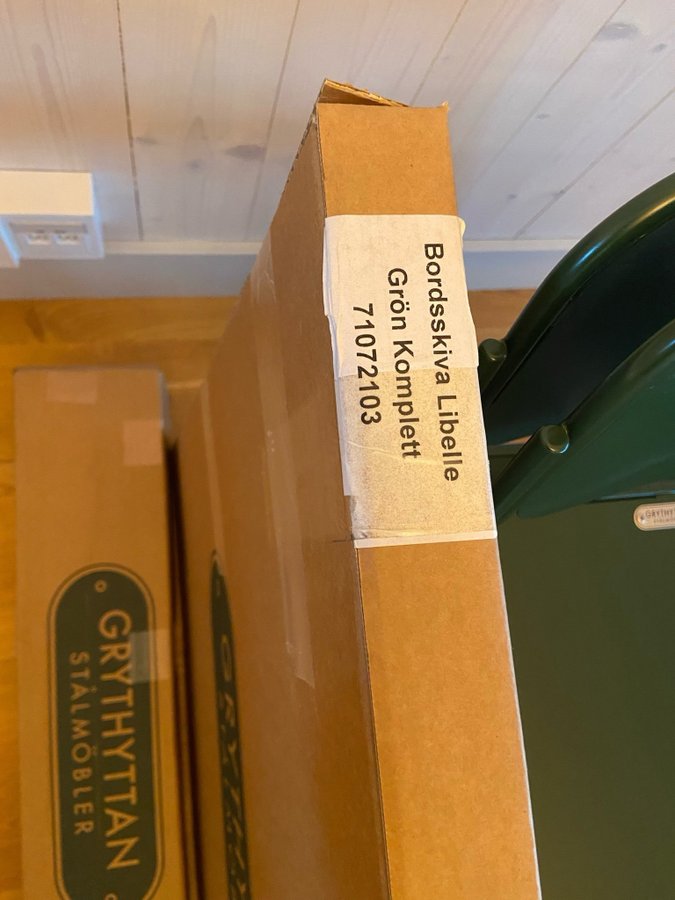 Bordsskiva Libelle
Grön Komplett
71072103
GRYTHYTTAN
STÅLMÖBLER